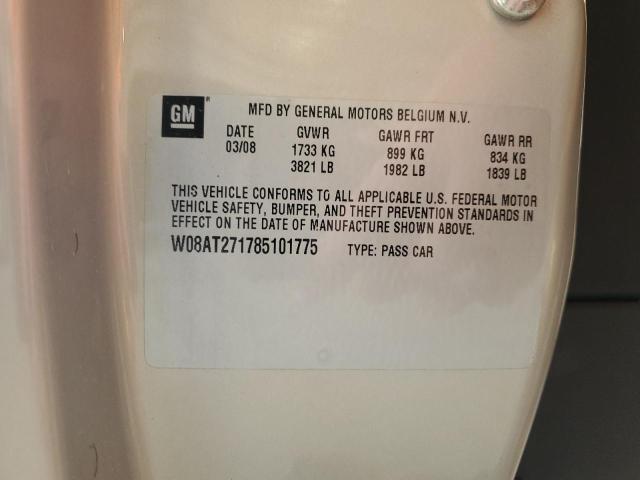 GM ® MFD BY GENERAL MOTORS BELGIUM N.V.
DATE GVWR GAWR FRT GAWR RR
03/08 1733 KG 899 KG 834 KG
3821 LB 1982 LB 1839 LB
THIS VEHICLE CONFORMS TO ALL APPLICABLE U.S. FEDERAL MOTOR
VEHICLE SAFETY, BUMPER, AND THEFT PREVENTION STANDARDS IN
EFFECT ON THE DATE OF MANUFACTURE SHOWN ABOVE.
W08AT271785101775 TYPE: PASS CAR